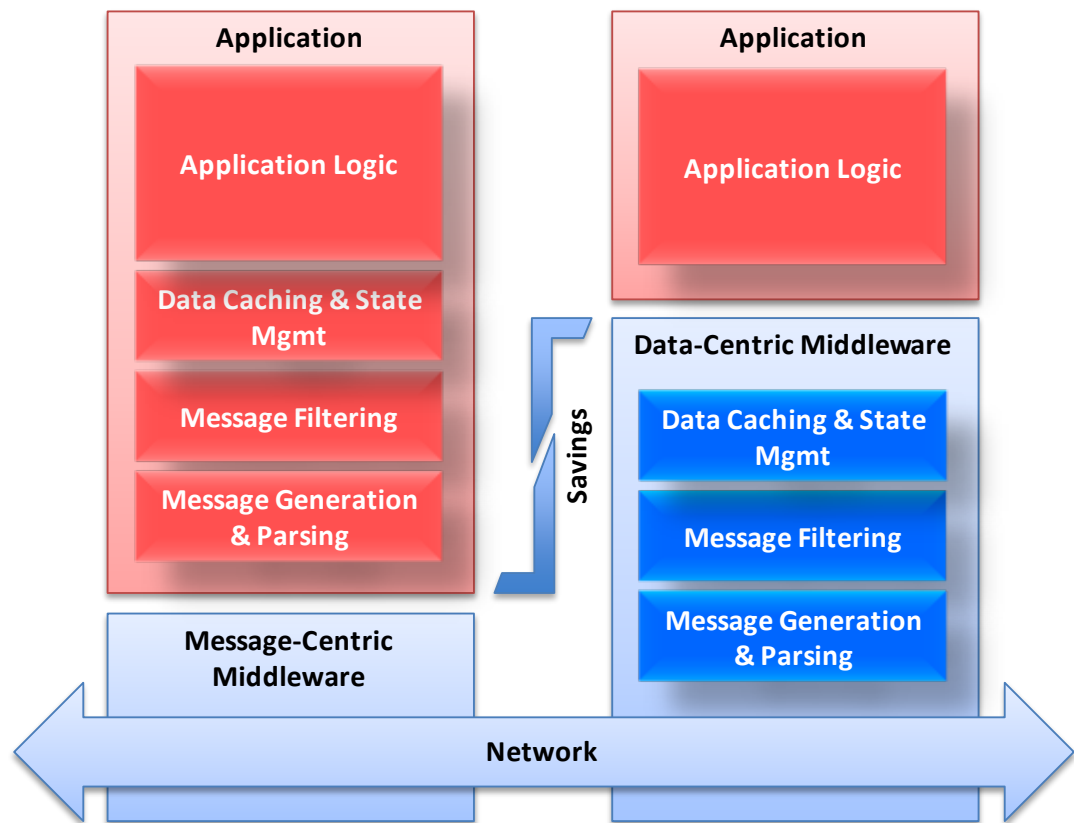 Application
Application Logic
Data Caching & State
Mgmt
Message Filtering
Message Generation
& Parsing
Message-Centric
Middleware
Savings
Application
Application Logic
Data-Centric Middleware
Data Caching & State
Mgmt
Message Filtering
Message Generation
& Parsing
Network